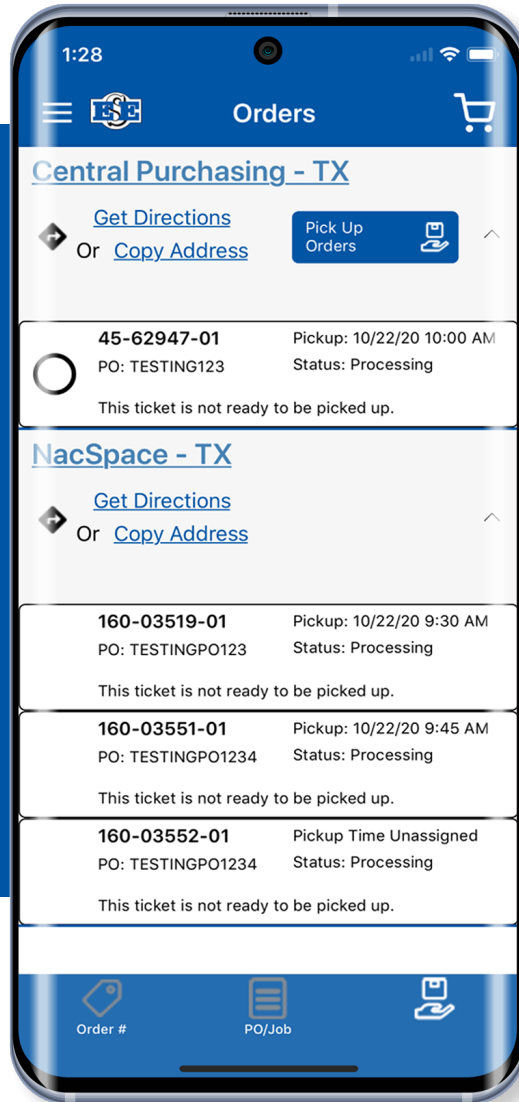 1:28
ESE
Orders
Central Purchasing - TX
Get Directions
Or Copy Address
Pick Up
Orders
45-62947-01
Pickup: 10/22/20 10:00 AM
PO: TESTING123
Status: Processing
This ticket is not ready to be picked up.
NacSpace - TX
Get Directions
Or Copy Address
160-03519-01
Pickup: 10/22/20 9:30 AM
PO: TESTINGPO123
Status: Processing
This ticket is not ready to be picked up.
160-03551-01
Pickup: 10/22/20 9:45 AM
PO: TESTINGPO1234
Status: Processing
This ticket is not ready to be picked up.
160-03552-01
Pickup Time Unassigned
PO: TESTINGPO1234
Status: Processing
This ticket is not ready to be picked up.
Order #
PO/Job